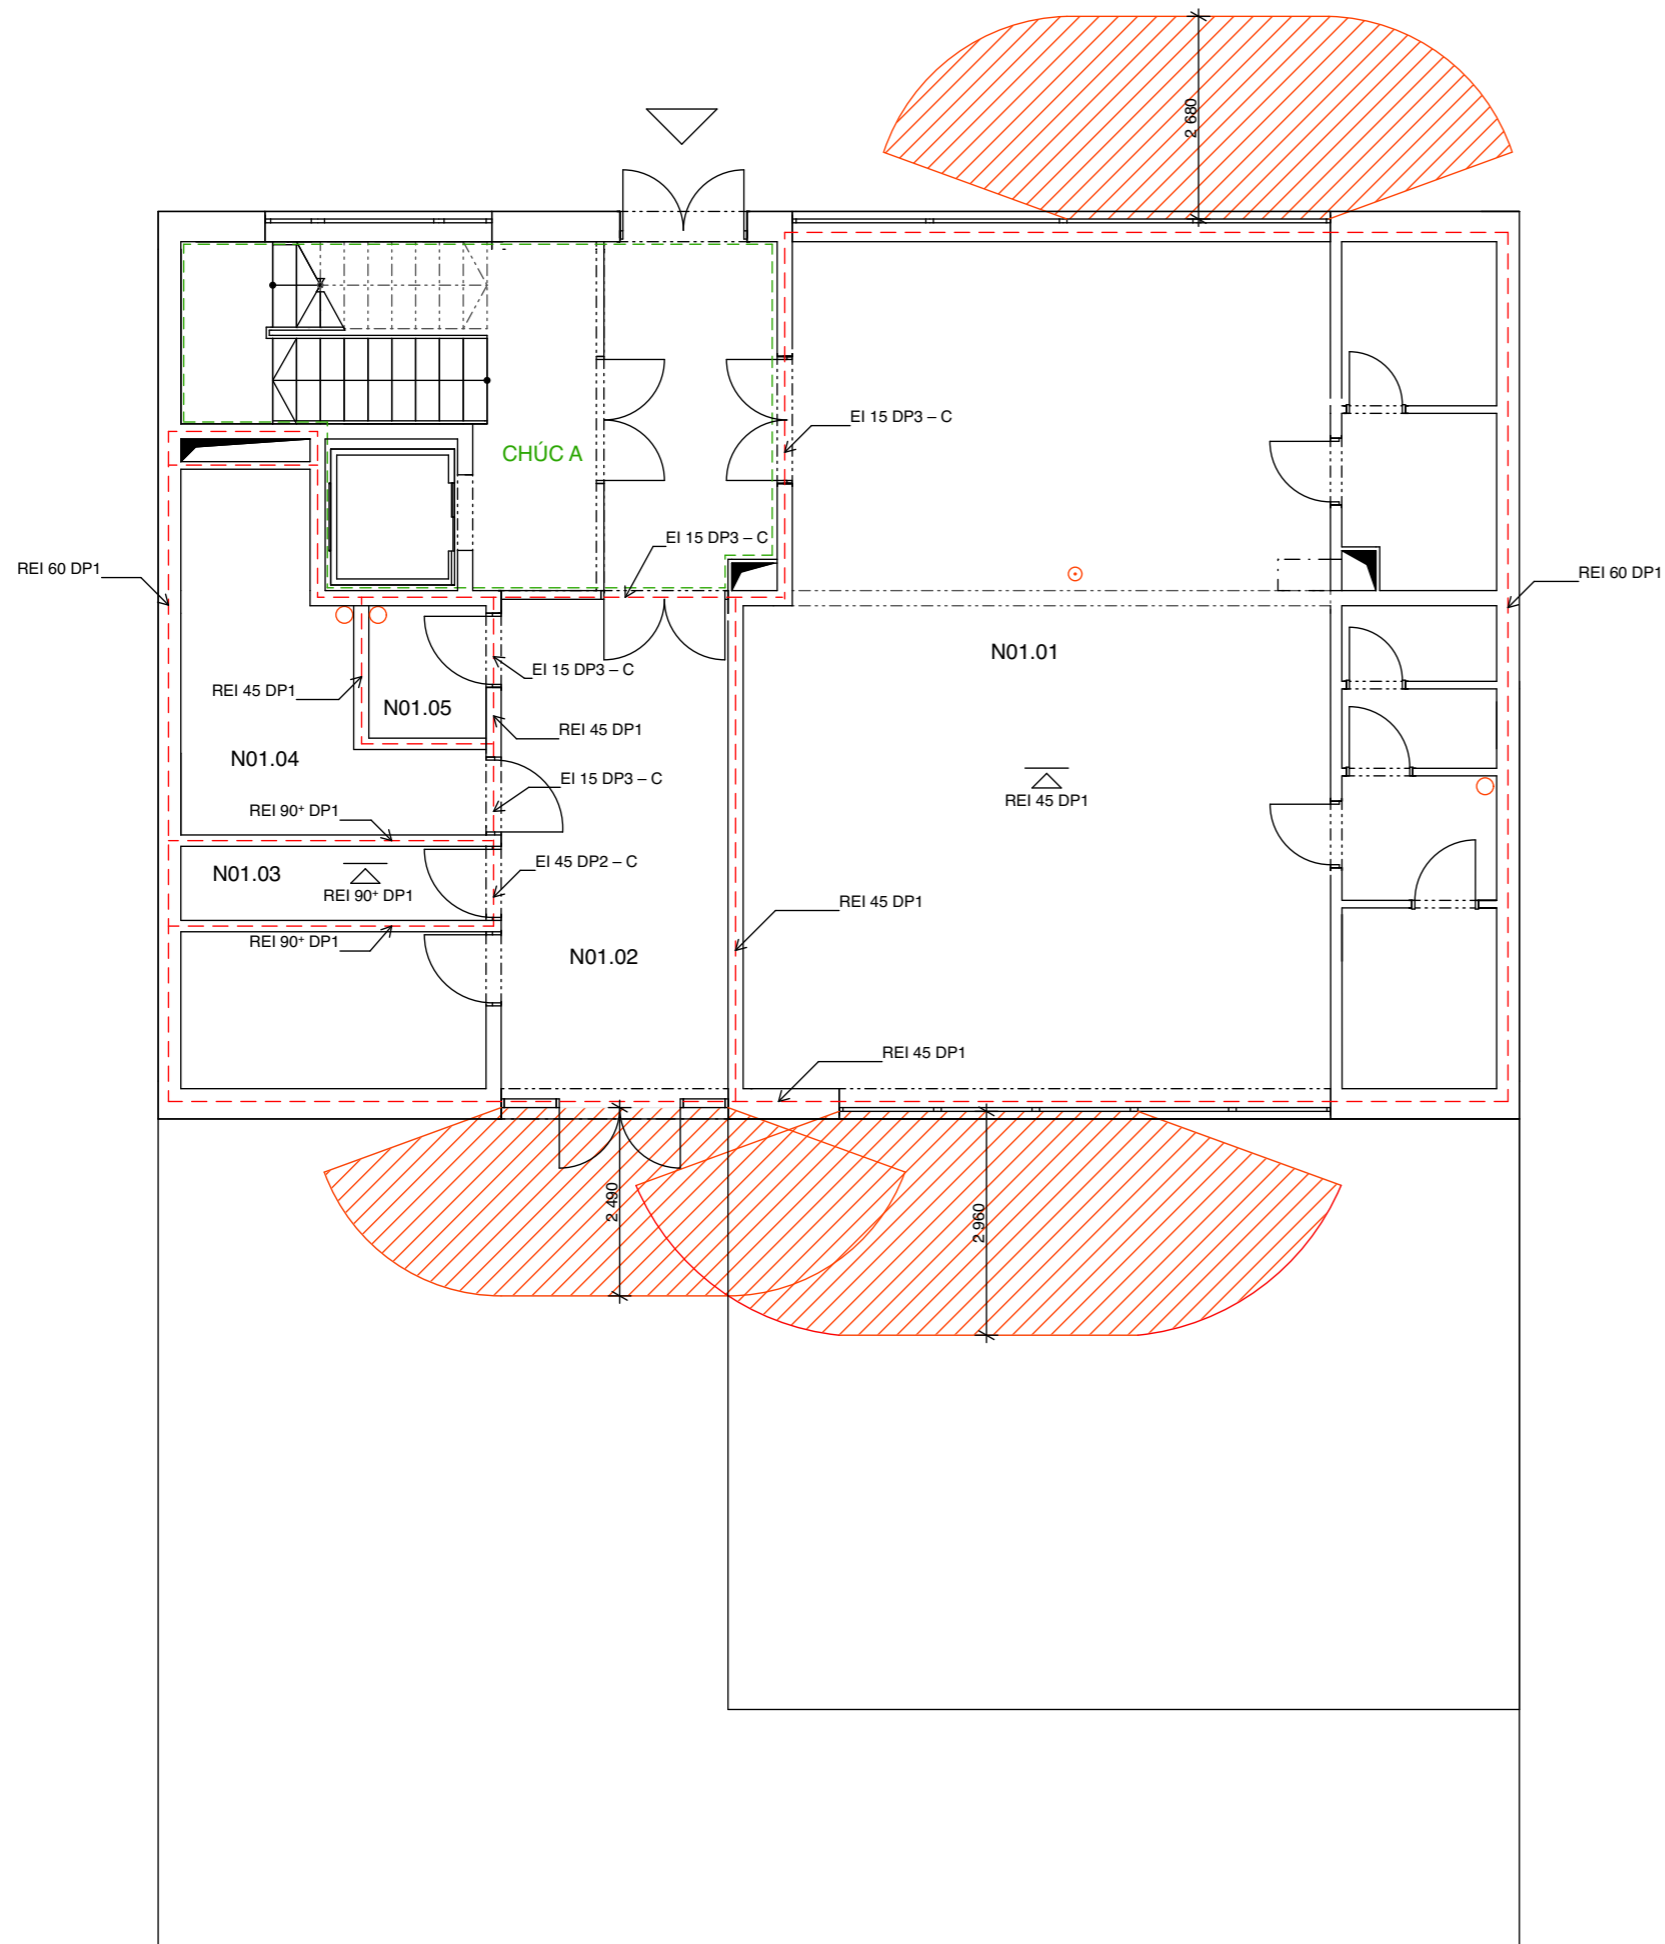 2 680
EI 15 DP3 – C
CHÚC A
EI 15 DP3 – C
REI 60 DP1
REI 60 DP1
N01.01
EI 15 DP3 – C
REI 45 DP1
N01.05
REI 45 DP1
N01.04
EI 15 DP3 – C
REI 45 DP1
REI 90⁺ DP1
EI 45 DP2 – C
N01.03
REI 90⁺ DP1
REI 45 DP1
REI 90⁺ DP1
N01.02
REI 45 DP1
2 490
2 960